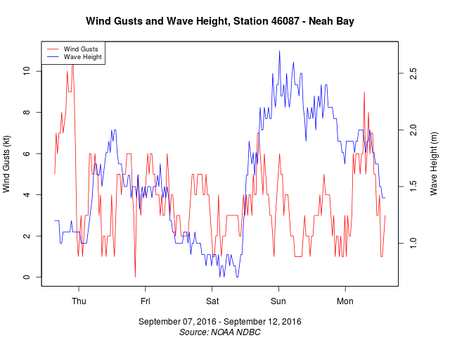 Wind Gusts and Wave Height, Station 46087 - Neah Bay
Wind Gusts
Wave Height
Wind Gusts (kt)
10
8
6
4
2
0
Wave Height (m)
2.5
2.0
1.5
1.0
Thu Fri Sat Sun Mon
September 07, 2016 - September 12, 2016
Source: NOAA NDBC